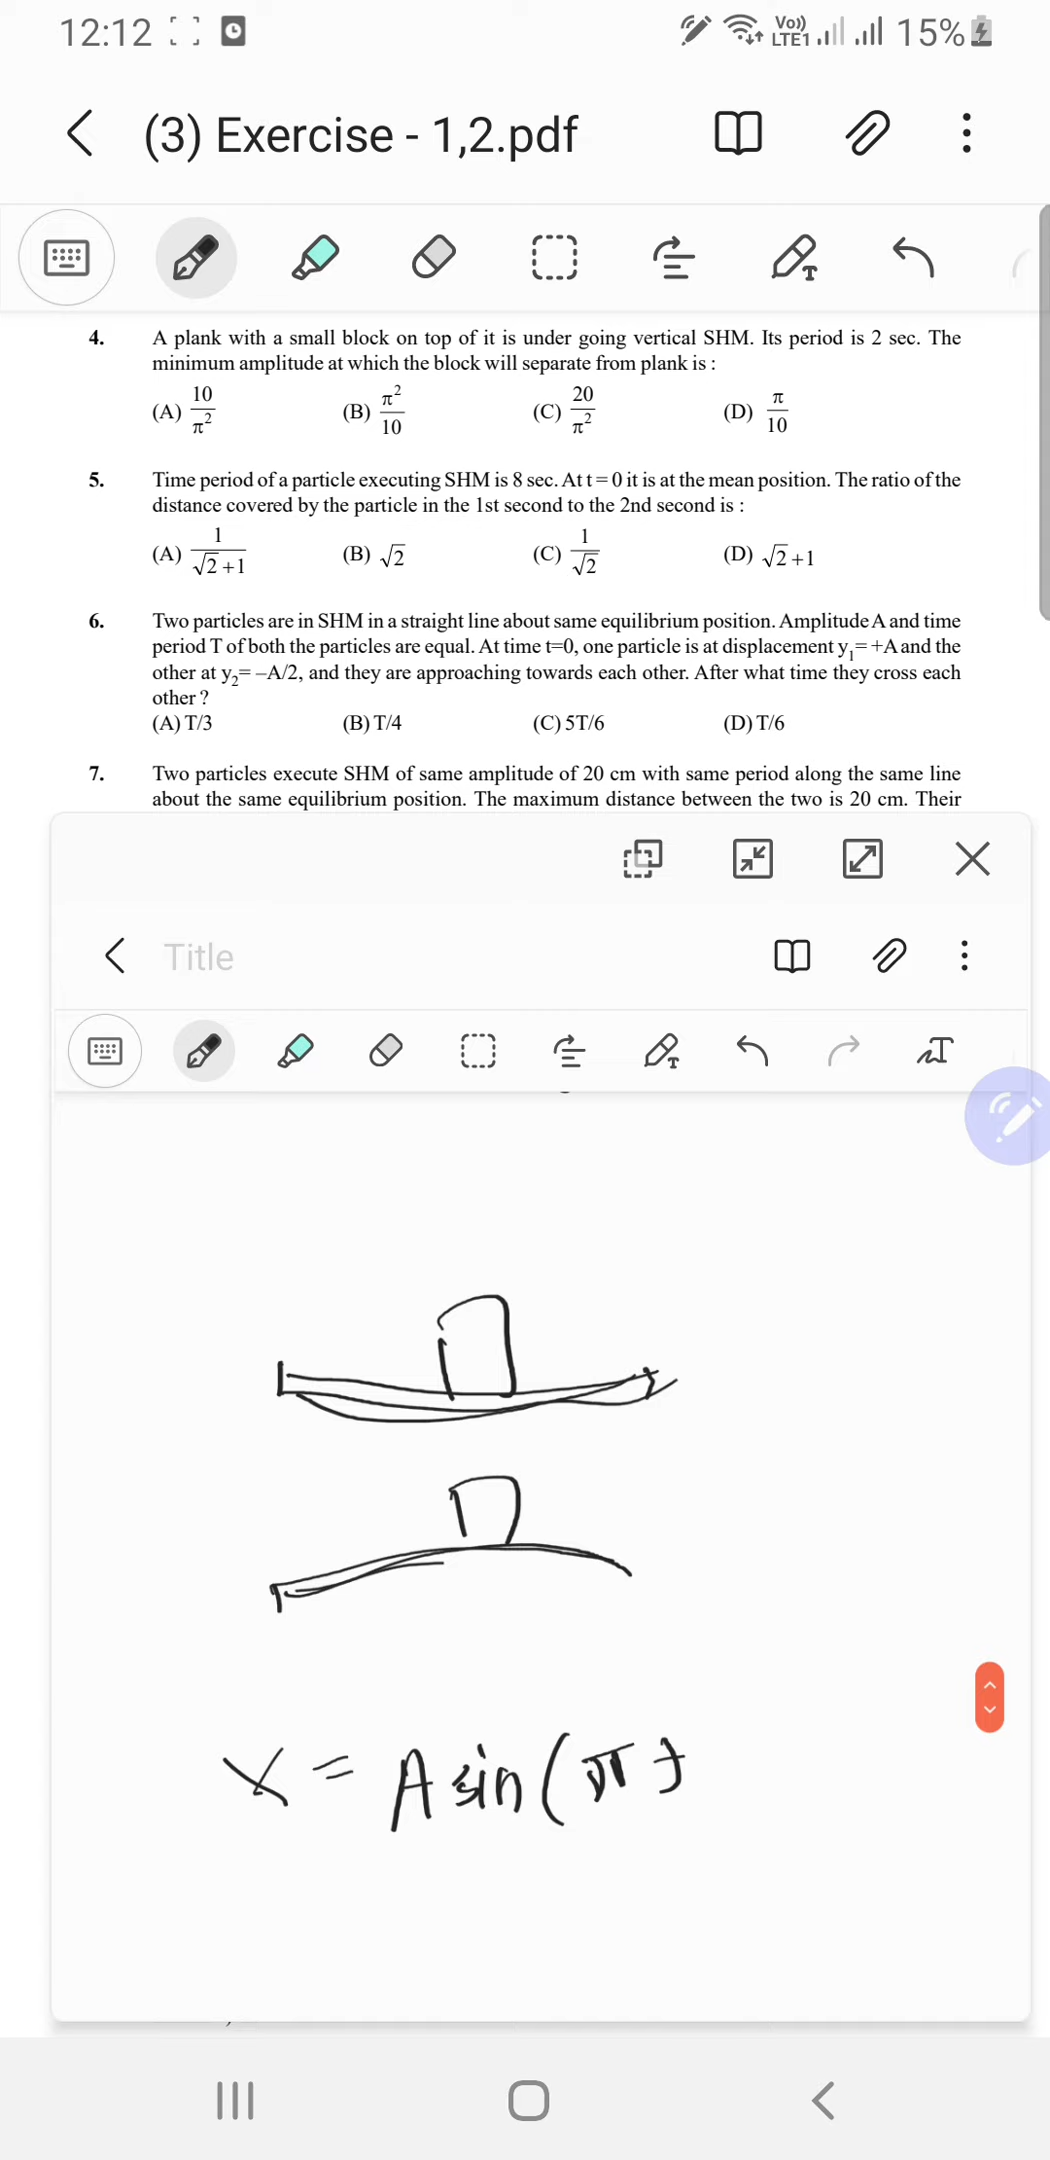 12:12 Vo)) LTE1 15%
(3) Exercise - 1,2.pdf
4. A plank with a small block on top of it is under going vertical SHM. Its period is 2 sec. The
minimum amplitude at which the block will separate from plank is :
(A) 10/π² (B) π²/10 (C) 20/π² (D) π/10
5. Time period of a particle executing SHM is 8 sec. At t = 0 it is at the mean position. The ratio of the
distance covered by the particle in the 1st second to the 2nd second is :
(A) 1/(√2+1) (B) √2 (C) 1/√2 (D) √2+1
6. Two particles are in SHM in a straight line about same equilibrium position. Amplitude A and time
period T of both the particles are equal. At time t=0, one particle is at displacement y₁= +A and the
other at y₂= –A/2, and they are approaching towards each other. After what time they cross each
other ?
(A) T/3 (B) T/4 (C) 5T/6 (D) T/6
7. Two particles execute SHM of same amplitude of 20 cm with same period along the same line
about the same equilibrium position. The maximum distance between the two is 20 cm. Their
Title
x = A sin(πt